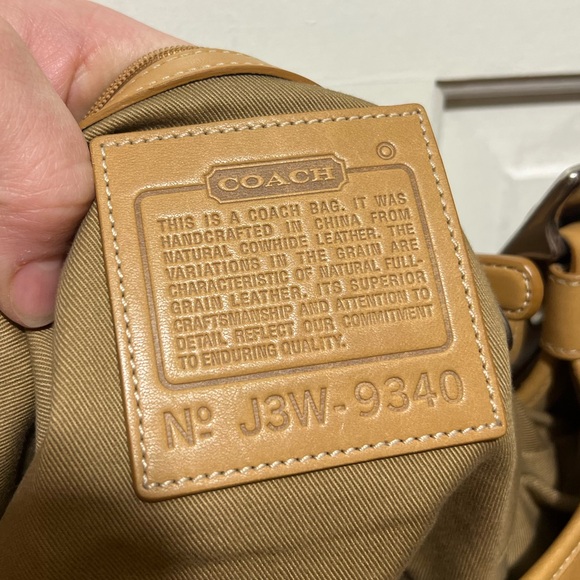 COACH
THIS IS A COACH BAG. IT WAS
HANDCRAFTED IN CHINA FROM
NATURAL COWHIDE LEATHER. THE
VARIATIONS IN THE GRAIN ARE
CHARACTERISTIC OF NATURAL FULL-
GRAIN LEATHER. ITS SUPERIOR
CRAFTSMANSHIP AND ATTENTION TO
DETAIL REFLECT OUR COMMITMENT
TO ENDURING QUALITY.
Nº J3W-9340